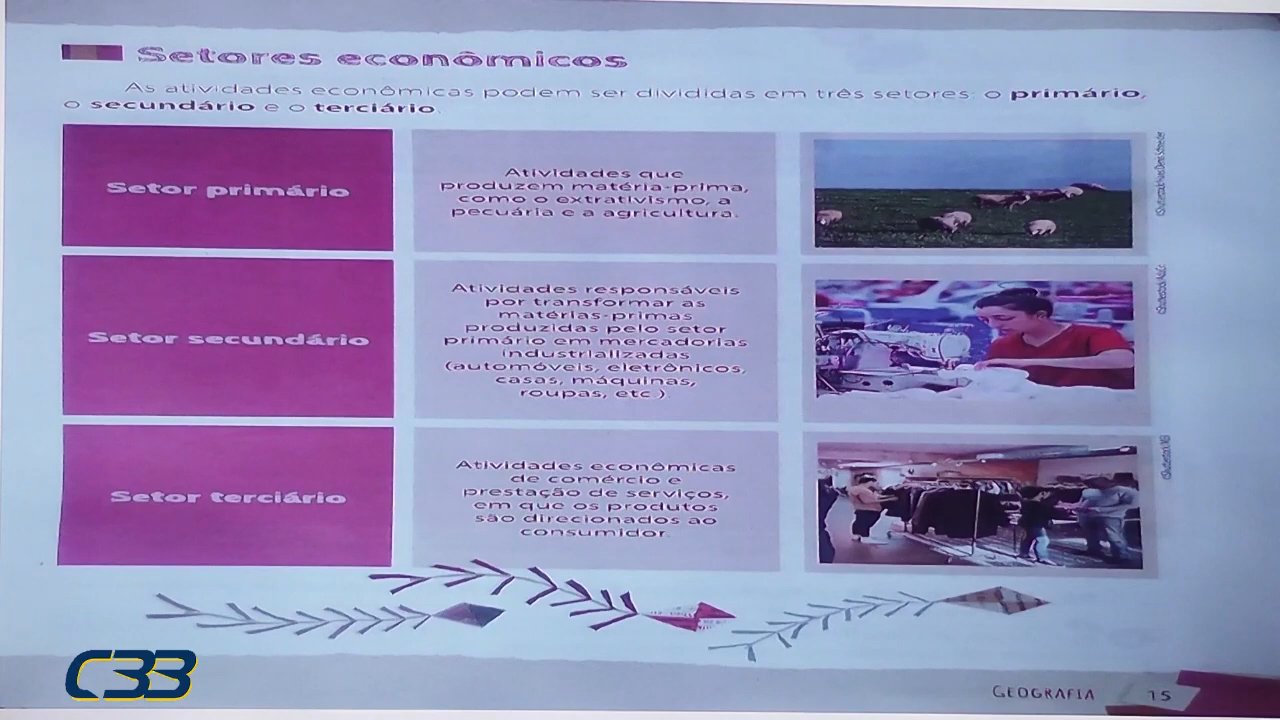 Setores econômicos
As atividades econômicas podem ser divididas em três setores: o primário,
o secundário e o terciário.
Setor primário
Atividades que
produzem matéria-prima,
como o extrativismo, a
pecuária e a agricultura.
Setor secundário
Atividades responsáveis
por transformar as
matérias-primas
produzidas pelo setor
primário em mercadorias
industrializadas
(automóveis, eletrônicos,
casas, máquinas,
roupas, etc.)
Setor terciário
Atividades econômicas
de comércio e
prestação de serviços,
em que os produtos
são direcionados ao
consumidor.
CBB
GEOGRAFIA 15